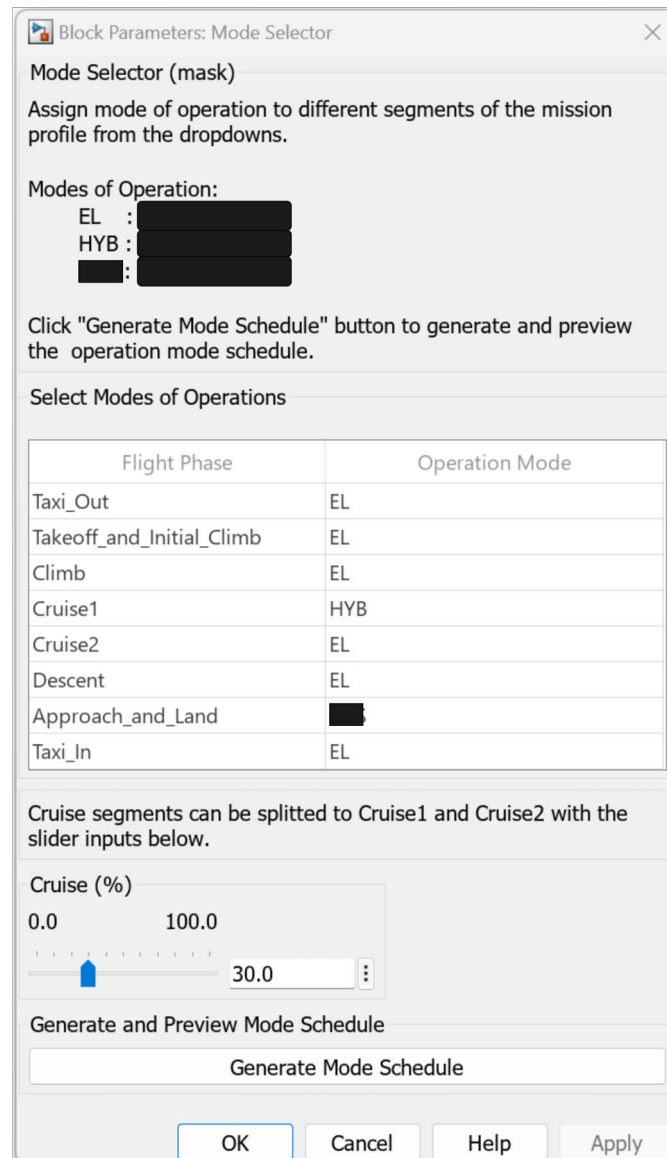 Block Parameters: Mode Selector
Mode Selector (mask)
Assign mode of operation to different segments of the mission
profile from the dropdowns.
Modes of Operation:
EL :
HYB :
:
Click "Generate Mode Schedule" button to generate and preview
the operation mode schedule.
Select Modes of Operations
Flight Phase Operation Mode
Taxi_Out EL
Takeoff_and_Initial_Climb EL
Climb EL
Cruise1 HYB
Cruise2 EL
Descent EL
Approach_and_Land
Taxi_In EL
Cruise segments can be splitted to Cruise1 and Cruise2 with the
slider inputs below.
Cruise (%)
0.0 100.0
30.0
Generate and Preview Mode Schedule
Generate Mode Schedule
OK Cancel Help Apply